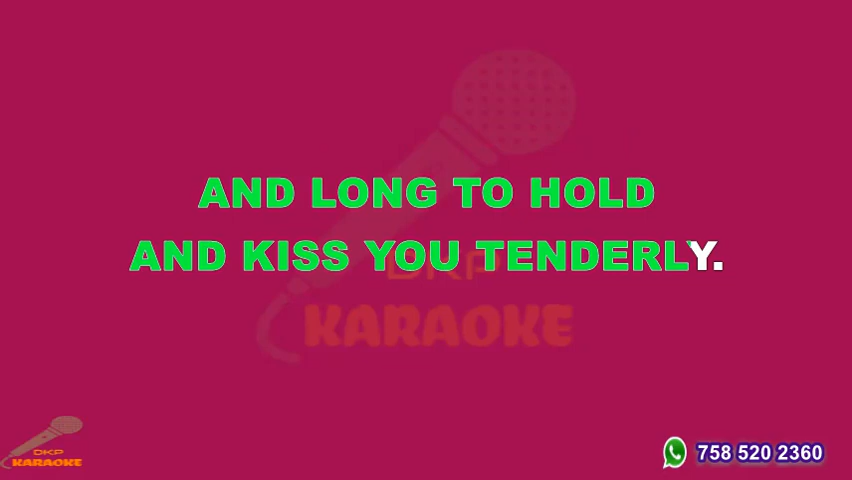 AND LONG TO HOLD
AND KISS YOU TENDERLY.
DKP
KARAOKE
DKP
KARAOKE
758 520 2360